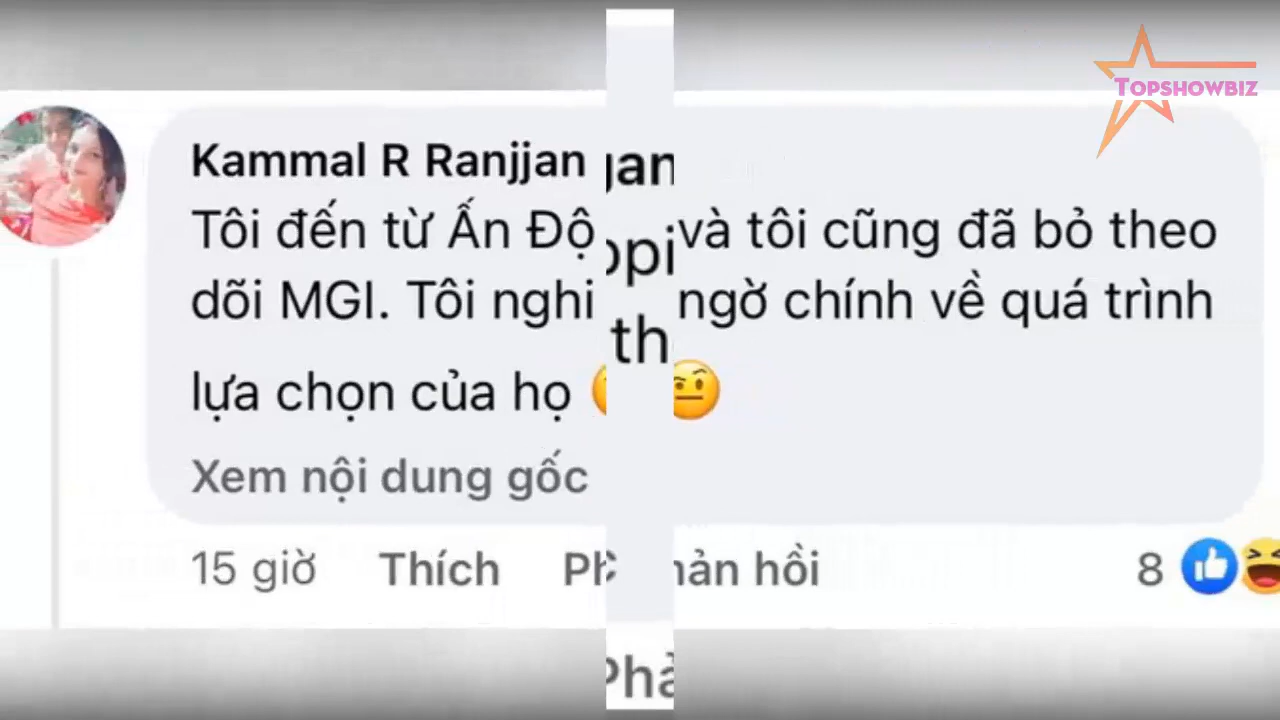 TOPSHOWBIZ
Kammal R Ranjjan
Tôi đến từ Ấn Độ và tôi cũng đã bỏ theo
dõi MGI. Tôi nghi ngờ chính về quá trình
lựa chọn của họ 🤨
Xem nội dung gốc
15 giờ Thích Phản hồi 8